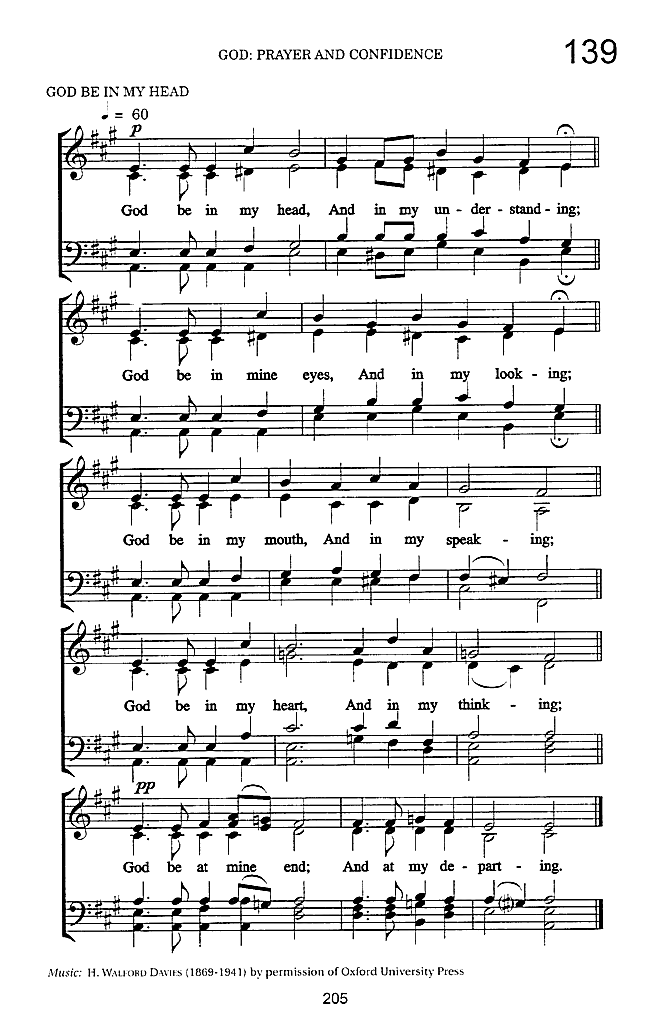 GOD: PRAYER AND CONFIDENCE
139
GOD BE IN MY HEAD
♩ = 60
p
God be in my head, And in my un - der - stand - ing;
God be in mine eyes, And in my look - ing;
God be in my mouth, And in my speak - ing;
God be in my heart, And in my think - ing;
pp
God be at mine end; And at my de - part - ing.
Music: H. WALFORD DAVIES (1869-1941) by permission of Oxford University Press
205